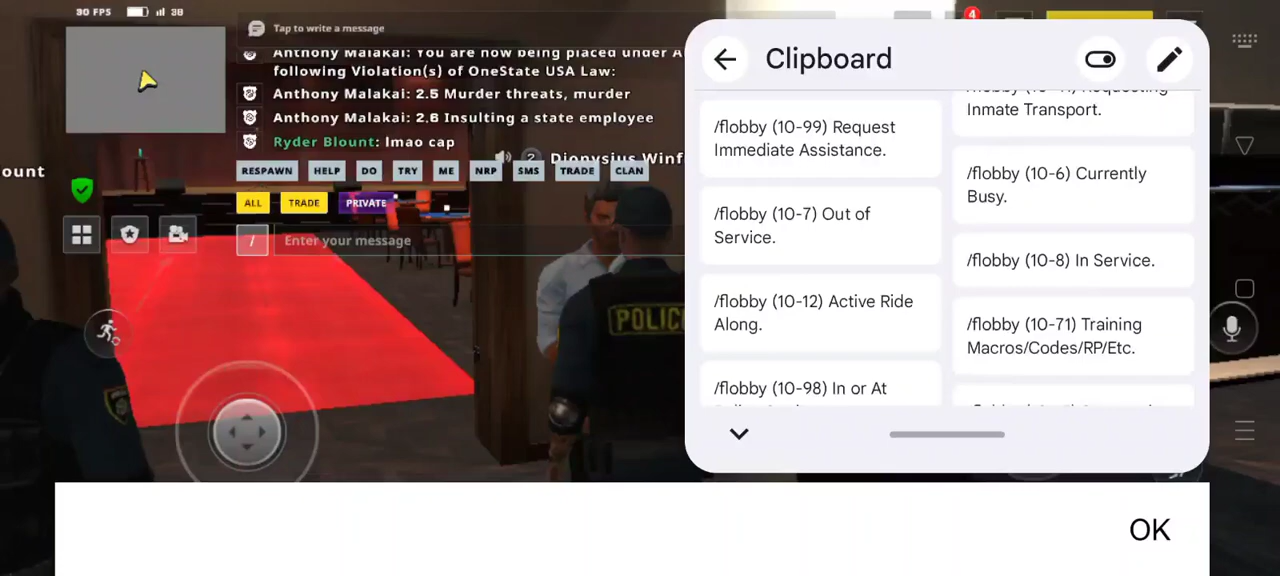 30 FPS
38
Tap to write a message
Anthony Malakai: You are now being placed under A
following Violation(s) of OneState USA Law:
Anthony Malakai: 2.5 Murder threats, murder
Anthony Malakai: 2.6 Insulting a state employee
Ryder Blount: lmao cap
2 Dionysius Winf
ount
RESPAWN HELP DO TRY ME NRP SMS TRADE CLAN
ALL TRADE PRIVATE
/ Enter your message
POLICE
4
Clipboard
/flobby (10-99) Request
Immediate Assistance.
/flobby (10-7) Out of
Service.
/flobby (10-12) Active Ride
Along.
/flobby (10-98) In or At
Requesting
Inmate Transport.
/flobby (10-6) Currently
Busy.
/flobby (10-8) In Service.
/flobby (10-71) Training
Macros/Codes/RP/Etc.
OK